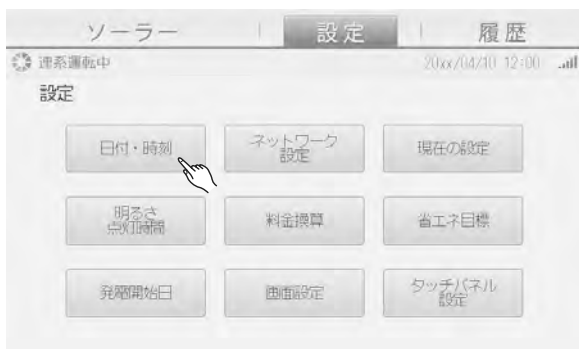 ソーラー 設定 履歴
連系運転中 20xx/04/10 12:00
設定
日付・時刻 ネットワーク設定 現在の設定
明るさ点灯時間 料金換算 省エネ目標
発電開始日 画面設定 タッチパネル設定